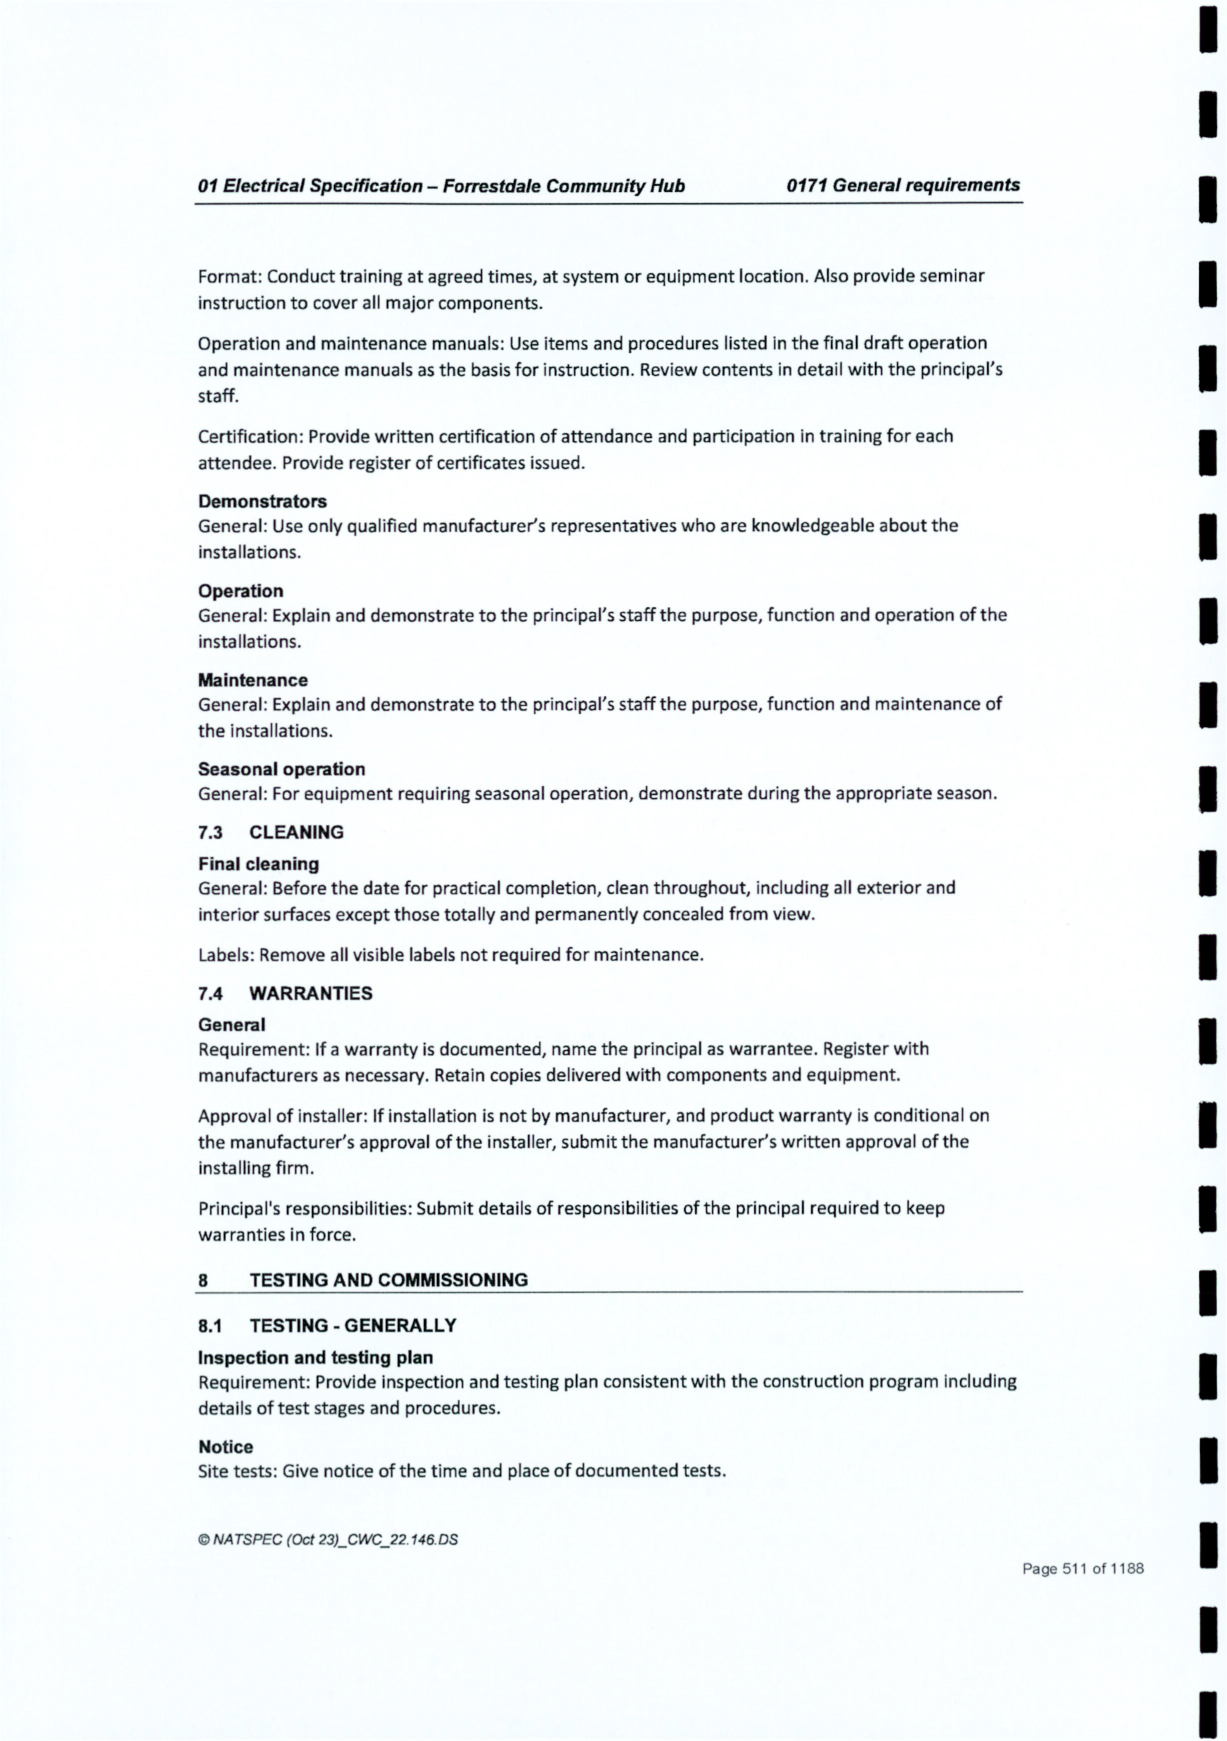 01 Electrical Specification – Forrestdale Community Hub 0171 General requirements
Format: Conduct training at agreed times, at system or equipment location. Also provide seminar
instruction to cover all major components.
Operation and maintenance manuals: Use items and procedures listed in the final draft operation
and maintenance manuals as the basis for instruction. Review contents in detail with the principal's
staff.
Certification: Provide written certification of attendance and participation in training for each
attendee. Provide register of certificates issued.
Demonstrators
General: Use only qualified manufacturer's representatives who are knowledgeable about the
installations.
Operation
General: Explain and demonstrate to the principal's staff the purpose, function and operation of the
installations.
Maintenance
General: Explain and demonstrate to the principal's staff the purpose, function and maintenance of
the installations.
Seasonal operation
General: For equipment requiring seasonal operation, demonstrate during the appropriate season.
7.3 CLEANING
Final cleaning
General: Before the date for practical completion, clean throughout, including all exterior and
interior surfaces except those totally and permanently concealed from view.
Labels: Remove all visible labels not required for maintenance.
7.4 WARRANTIES
General
Requirement: If a warranty is documented, name the principal as warrantee. Register with
manufacturers as necessary. Retain copies delivered with components and equipment.
Approval of installer: If installation is not by manufacturer, and product warranty is conditional on
the manufacturer's approval of the installer, submit the manufacturer's written approval of the
installing firm.
Principal's responsibilities: Submit details of responsibilities of the principal required to keep
warranties in force.
8 TESTING AND COMMISSIONING
8.1 TESTING - GENERALLY
Inspection and testing plan
Requirement: Provide inspection and testing plan consistent with the construction program including
details of test stages and procedures.
Notice
Site tests: Give notice of the time and place of documented tests.
© NATSPEC (Oct 23)_CWC_22.146.DS
Page 511 of 1188